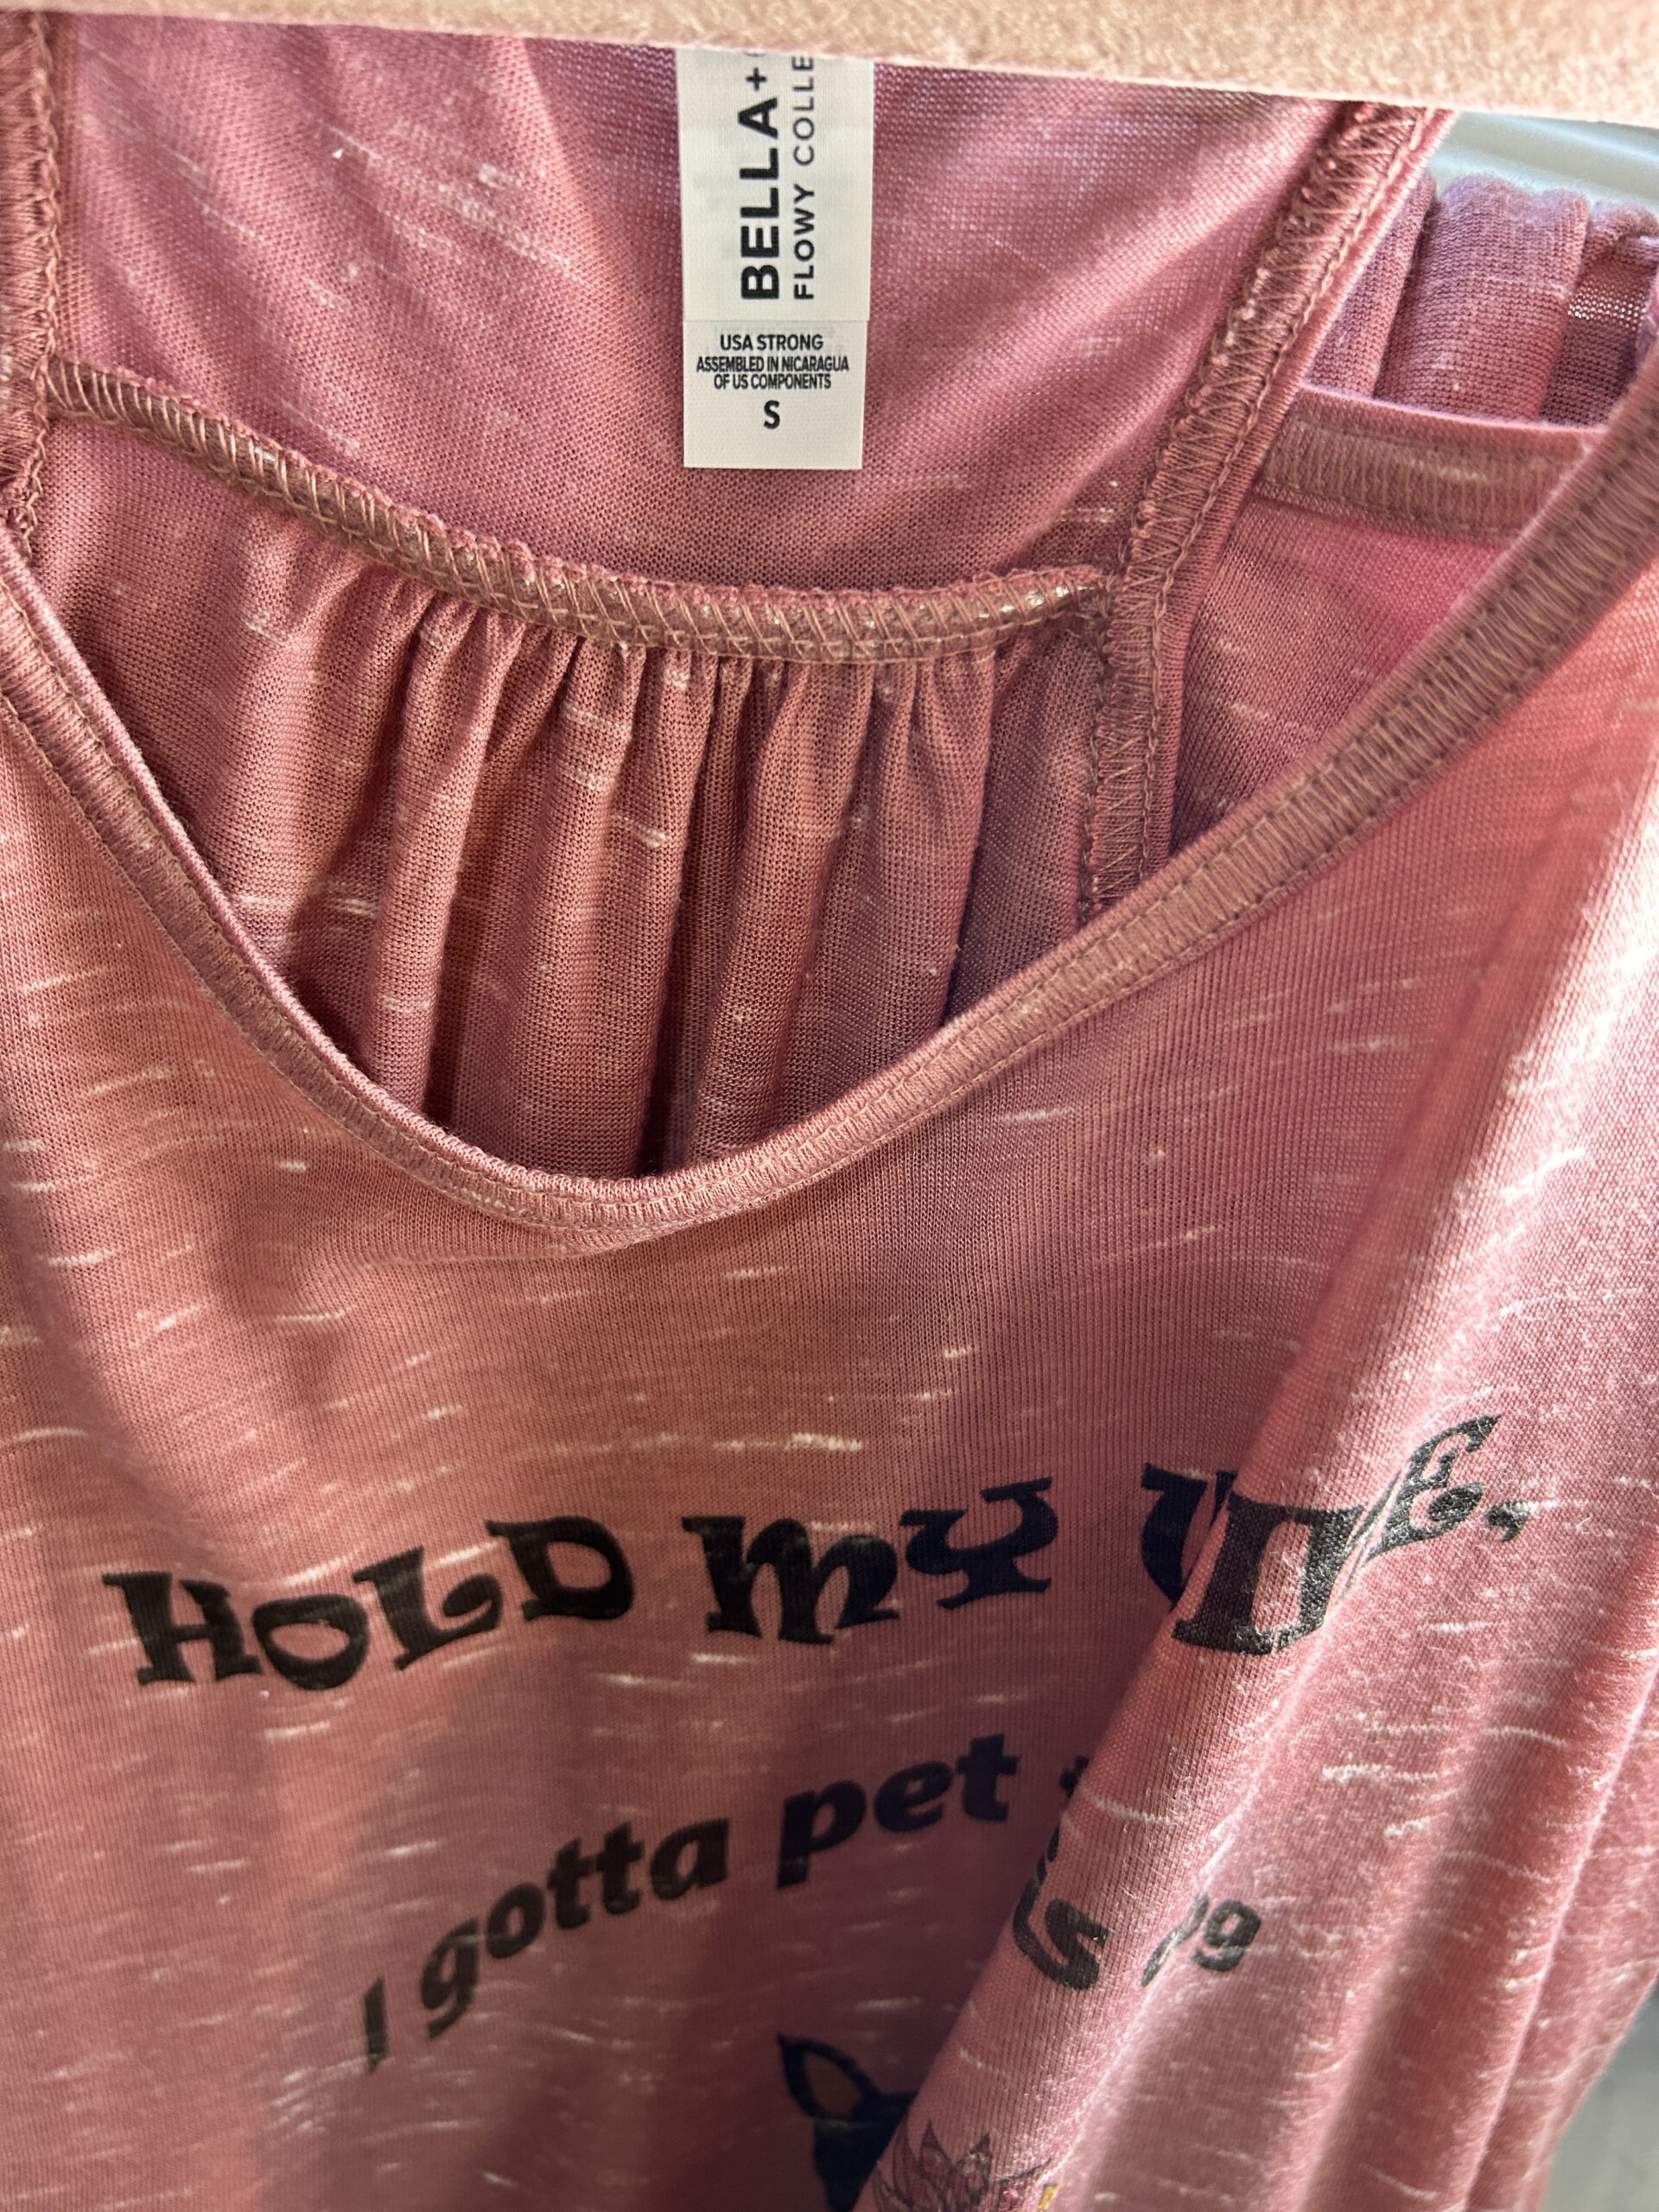 BELLA+
FLOWY COLLE
USA STRONG
ASSEMBLED IN NICARAGUA
OF US COMPONENTS
S
HOLD MY
I gotta pet